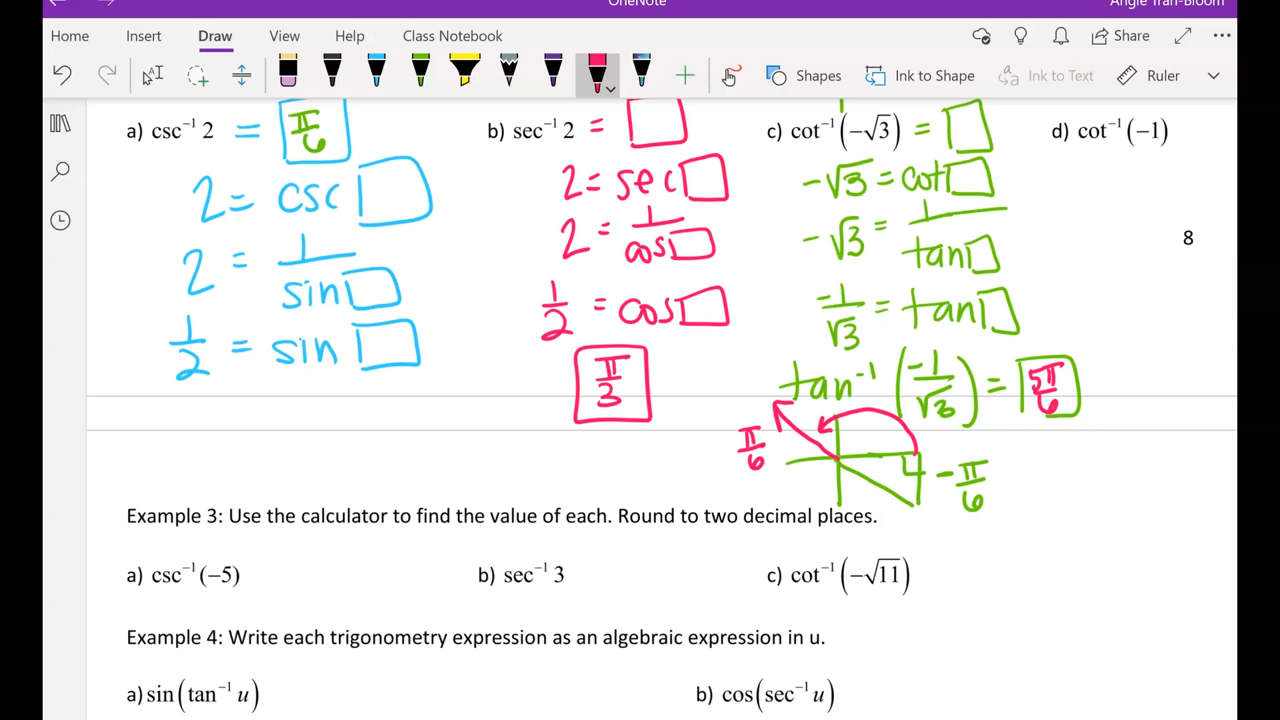 OneNote
Angie Tran-Bloom
Home Insert Draw View Help Class Notebook Share
Shapes Ink to Shape Ink to Text Ruler
a) csc⁻¹ 2 = π/6
2 = csc □
2 = 1/sin □
1/2 = sin □
b) sec⁻¹ 2 = □
2 = sec □
2 = 1/cos □
1/2 = cos □
π/3
c) cot⁻¹(−√3) = □
−√3 = cot □
−√3 = 1/tan □
−1/√3 = tan □
tan⁻¹(−1/√3) = 5π/6
π/6
−π/6
d) cot⁻¹(−1)
8
Example 3: Use the calculator to find the value of each. Round to two decimal places.
a) csc⁻¹(−5) b) sec⁻¹ 3 c) cot⁻¹(−√11)
Example 4: Write each trigonometry expression as an algebraic expression in u.
a) sin(tan⁻¹ u) b) cos(sec⁻¹ u)